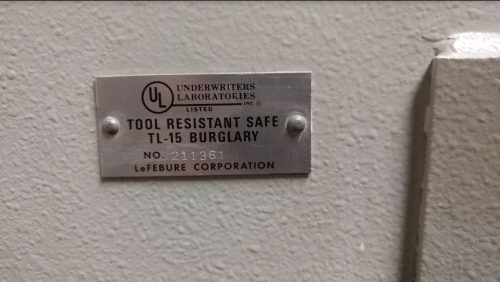 UL
UNDERWRITERS
LABORATORIES
INC.®
LISTED
TOOL RESISTANT SAFE
TL-15 BURGLARY
NO. 211361
LeFEBURE CORPORATION